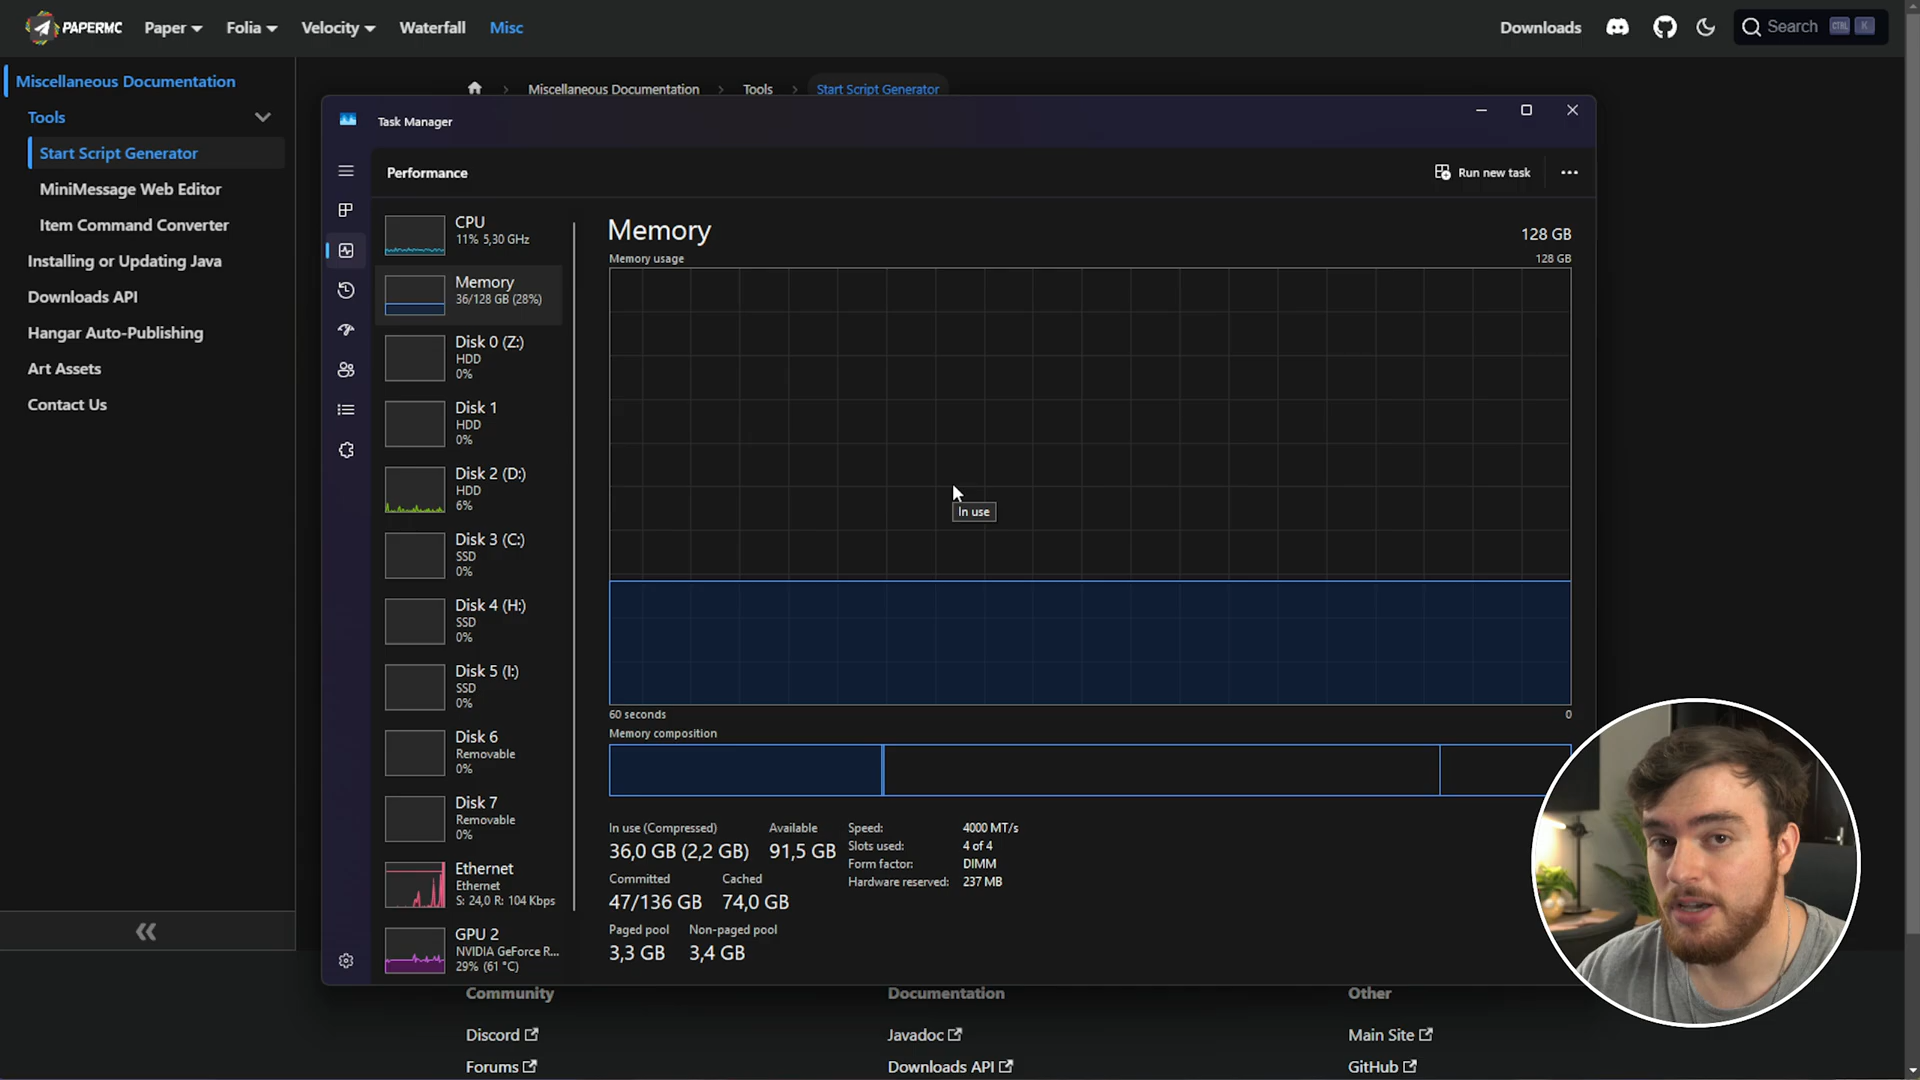 PAPERMC
Paper
Folia
Velocity
Waterfall
Misc
Downloads
Search
CTRL K
Miscellaneous Documentation
Tools
Start Script Generator
MiniMessage Web Editor
Item Command Converter
Installing or Updating Java
Downloads API
Hangar Auto-Publishing
Art Assets
Contact Us
Miscellaneous Documentation
Tools
Start Script Generator
Task Manager
Performance
Run new task
CPU
11% 5,30 GHz
Memory
36/128 GB (28%)
Disk 0 (Z:)
HDD
0%
Disk 1
HDD
0%
Disk 2 (D:)
HDD
6%
Disk 3 (C:)
SSD
0%
Disk 4 (H:)
SSD
0%
Disk 5 (I:)
SSD
0%
Disk 6
Removable
0%
Disk 7
Removable
0%
Ethernet
Ethernet
S: 24,0 R: 104 Kbps
GPU 2
NVIDIA GeForce R...
29% (61 °C)
Memory
128 GB
Memory usage
128 GB
In use
60 seconds
0
Memory composition
In use (Compressed)
36,0 GB (2,2 GB)
Available
91,5 GB
Committed
47/136 GB
Cached
74,0 GB
Paged pool
3,3 GB
Non-paged pool
3,4 GB
Speed: 4000 MT/s
Slots used: 4 of 4
Form factor: DIMM
Hardware reserved: 237 MB
Community
Discord
Forums
Documentation
Javadoc
Downloads API
Other
Main Site
GitHub